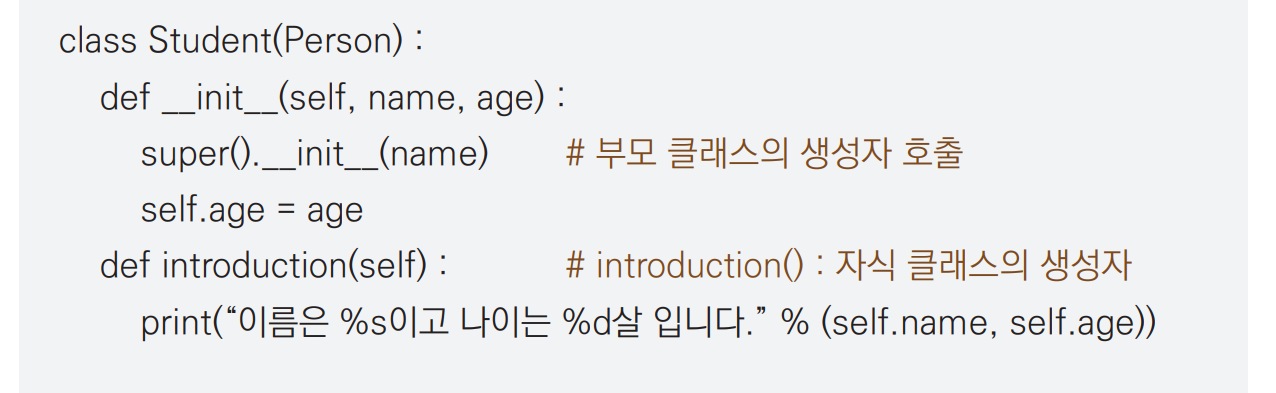 class Student(Person) :
def __init__(self, name, age) :
super().__init__(name) # 부모 클래스의 생성자 호출
self.age = age
def introduction(self) : # introduction() : 자식 클래스의 생성자
print(“이름은 %s이고 나이는 %d살 입니다.” % (self.name, self.age))